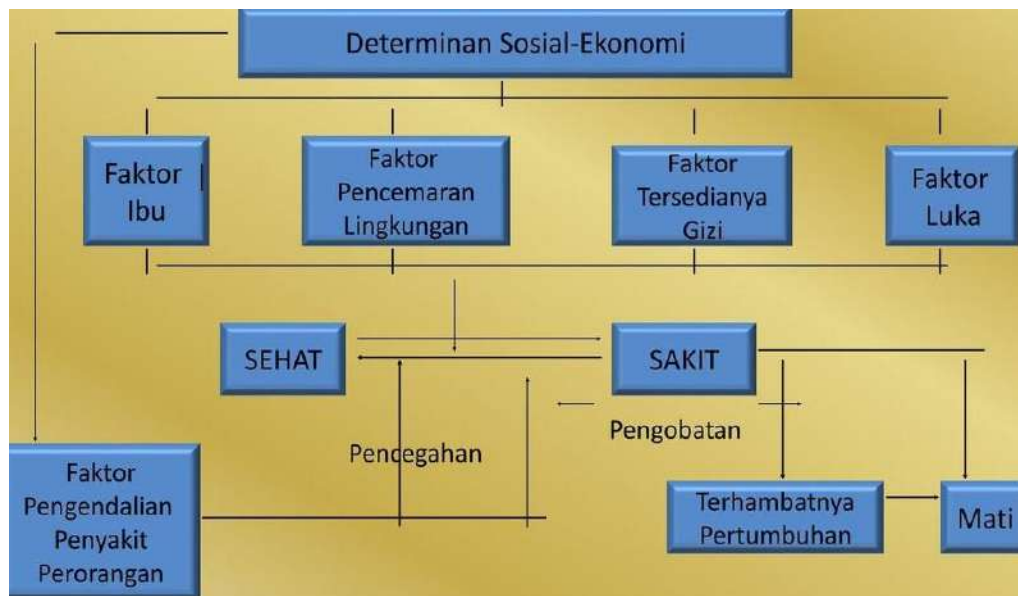 Determinan Sosial-Ekonomi
Faktor
Ibu
Faktor
Pencemaran
Lingkungan
Faktor
Tersedianya
Gizi
Faktor
Luka
SEHAT
SAKIT
Pencegahan
Pengobatan
Faktor
Pengendalian
Penyakit
Perorangan
Terhambatnya
Pertumbuhan
Mati